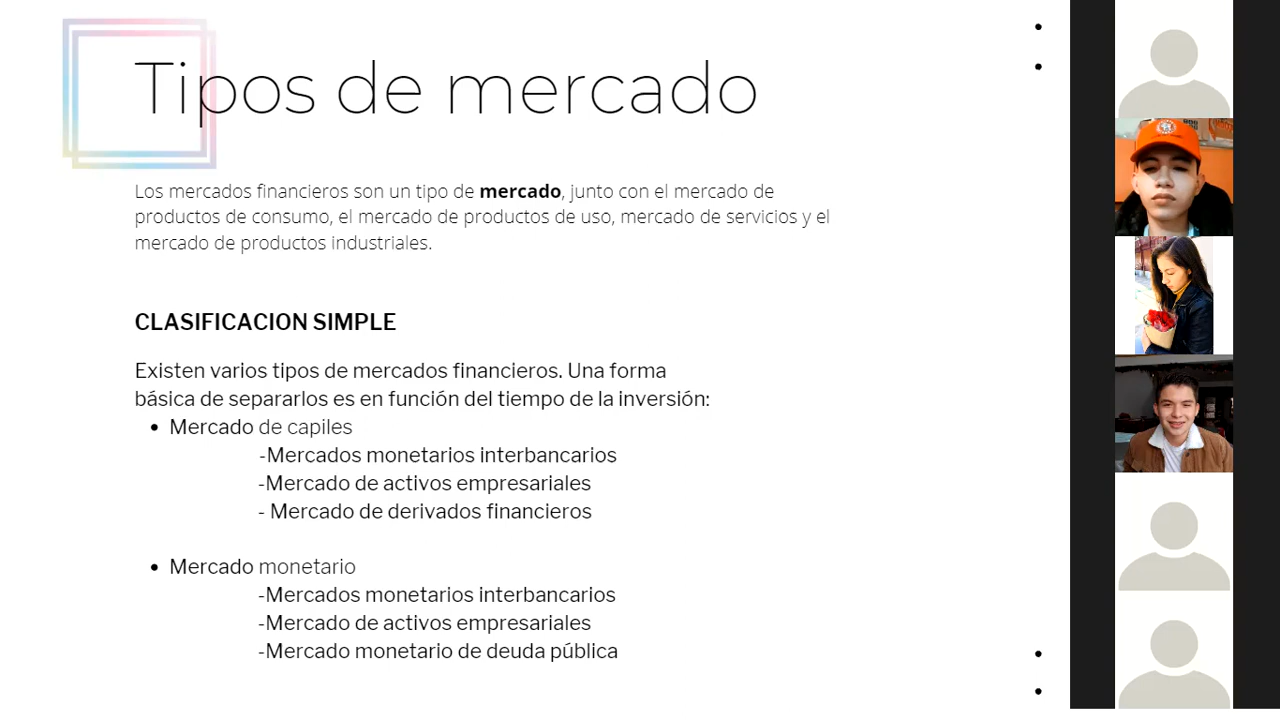 Tipos de mercado
Los mercados financieros son un tipo de mercado, junto con el mercado de
productos de consumo, el mercado de productos de uso, mercado de servicios y el
mercado de productos industriales.
CLASIFICACION SIMPLE
Existen varios tipos de mercados financieros. Una forma
básica de separarlos es en función del tiempo de la inversión:
• Mercado de capiles
-Mercados monetarios interbancarios
-Mercado de activos empresariales
- Mercado de derivados financieros
• Mercado monetario
-Mercados monetarios interbancarios
-Mercado de activos empresariales
-Mercado monetario de deuda pública